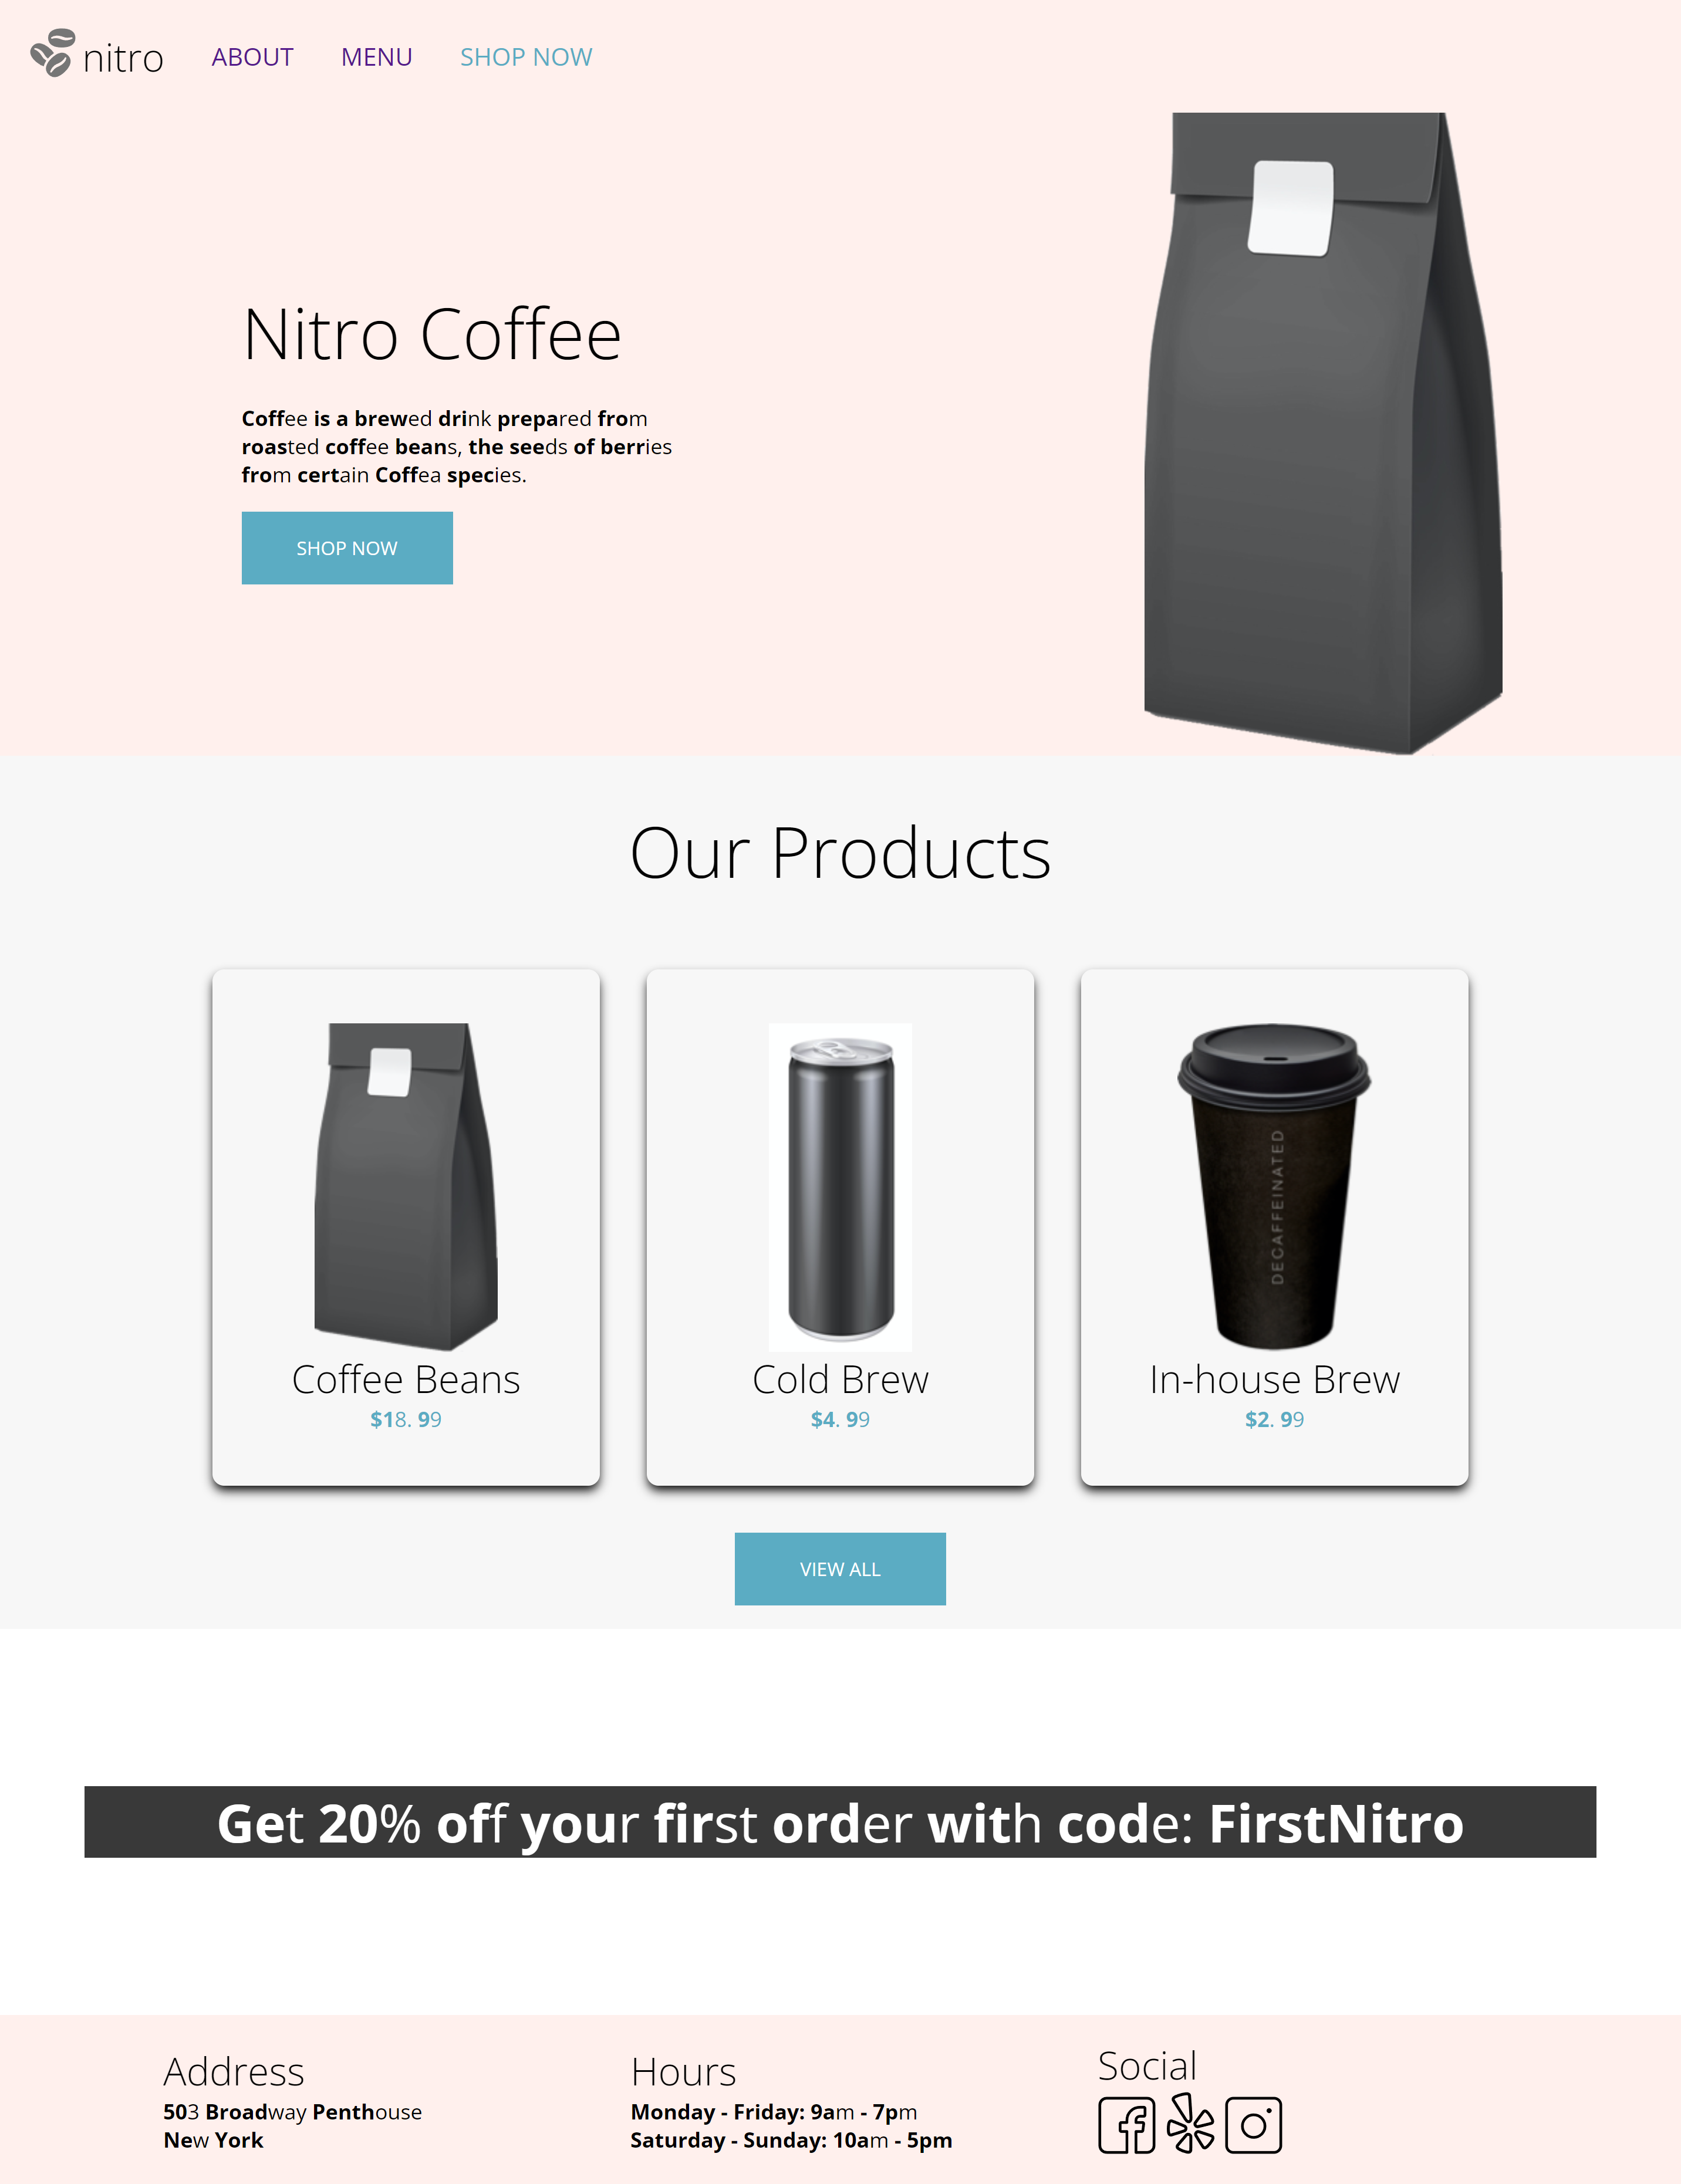 nitro
ABOUT
MENU
SHOP NOW
Nitro Coffee
Coffee is a brewed drink prepared from
roasted coffee beans, the seeds of berries
from certain Coffea species.
SHOP NOW
Our Products
DECAFFEINATED
Coffee Beans
$18. 99
Cold Brew
$4. 99
In-house Brew
$2. 99
VIEW ALL
Get 20% off your first order with code: FirstNitro
Address
503 Broadway Penthouse
New York
Hours
Monday - Friday: 9am - 7pm
Saturday - Sunday: 10am - 5pm
Social